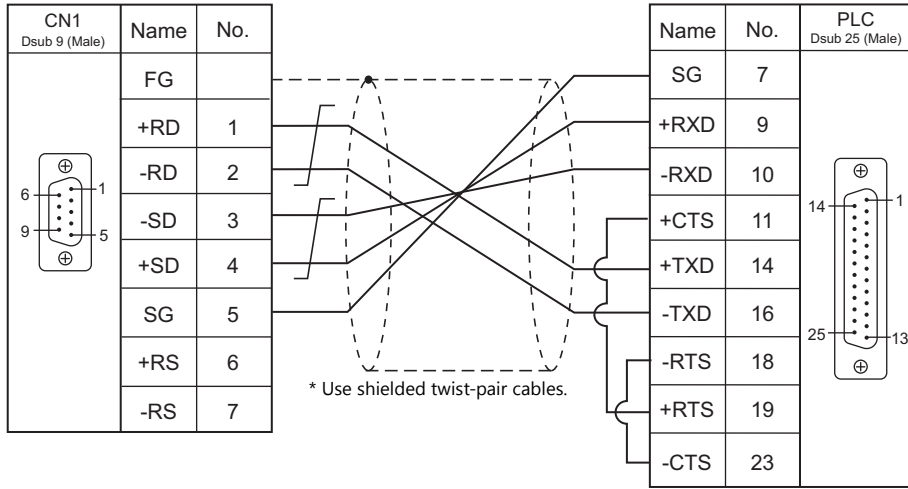 CN1
Dsub 9 (Male)
Name No.
FG
+RD 1
-RD 2
-SD 3
+SD 4
SG 5
+RS 6
-RS 7
6
1
9
5
* Use shielded twist-pair cables.
Name No.
PLC
Dsub 25 (Male)
SG 7
+RXD 9
-RXD 10
+CTS 11
+TXD 14
-TXD 16
-RTS 18
+RTS 19
-CTS 23
14
1
25
13